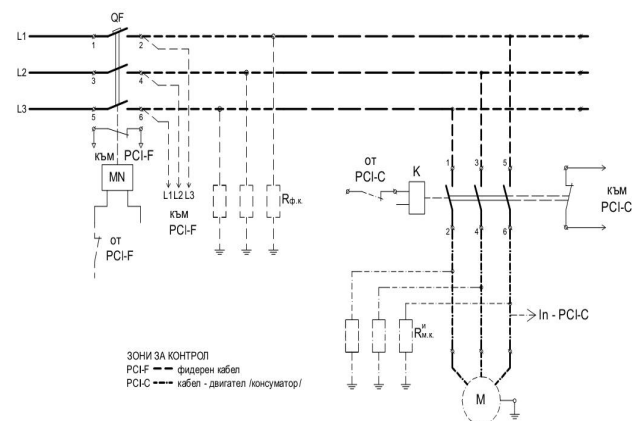 QF
L1
1
2
L2
3
4
L3
5
6
към PCI-F
MN
от
PCI-F
L1 L2 L3
към
PCI-F
Rф.к.
от
PCI-C
K
1
3
5
2
4
6
към
PCI-C
Rи м.к.
In - PCI-C
M
ЗОНИ ЗА КОНТРОЛ
PCI-F фидерен кабел
PCI-C кабел - двигател /консуматор/